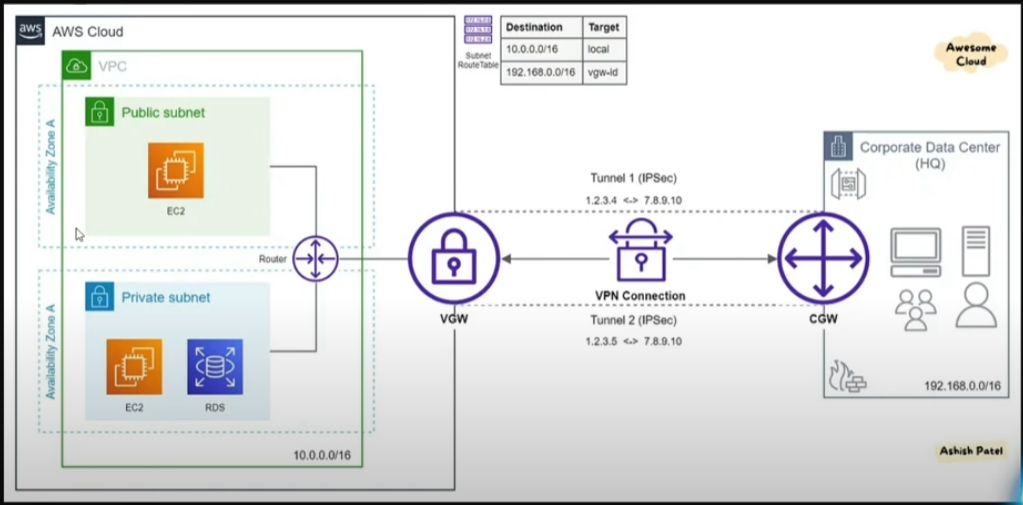 aws
AWS Cloud
VPC
Availability Zone A
Public subnet
EC2
Availability Zone A
Private subnet
EC2
RDS
10.0.0.0/16
Router
Subnet
RouteTable
Destination Target
10.0.0.0/16 local
192.168.0.0/16 vgw-id
VGW
Tunnel 1 (IPSec)
1.2.3.4 <-> 7.8.9.10
VPN Connection
Tunnel 2 (IPSec)
1.2.3.5 <-> 7.8.9.10
CGW
Awesome
Cloud
Corporate Data Center
(HQ)
192.168.0.0/16
Ashish Patel